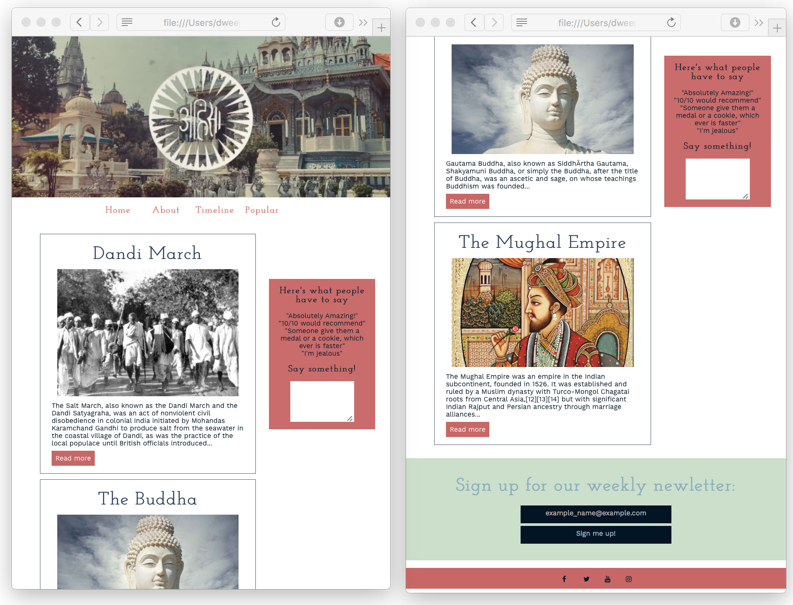 file:///Users/dwee
अहिंसा
Home About Timeline Popular
Dandi March
The Salt March, also known as the Dandi March and the
Dandi Satyagraha, was an act of nonviolent civil
disobedience in colonial India initiated by Mohandas
Karamchand Gandhi to produce salt from the seawater in
the coastal village of Dandi, as was the practice of the
local populace until British officials introduced...
Read more
The Buddha
Here's what people
have to say
"Absolutely Amazing!"
"10/10 would recommend"
"Someone give them a
medal or a cookie, which
ever is faster"
"I'm jealous"
Say something!
file:///Users/dwee
Gautama Buddha, also known as SiddhÄrtha Gautama,
Shakyamuni Buddha, or simply the Buddha, after the title
of Buddha, was an ascetic and sage, on whose teachings
Buddhism was founded...
Read more
The Mughal Empire
The Mughal Empire was an empire in the Indian
subcontinent, founded in 1526. It was established and
ruled by a Muslim dynasty with Turco-Mongol Chagatai
roots from Central Asia,[12][13][14] but with significant
Indian Rajput and Persian ancestry through marriage
alliances...
Read more
Here's what people
have to say
"Absolutely Amazing!"
"10/10 would recommend"
"Someone give them a
medal or a cookie, which
ever is faster"
"I'm jealous"
Say something!
Sign up for our weekly newletter:
example_name@example.com
Sign me up!